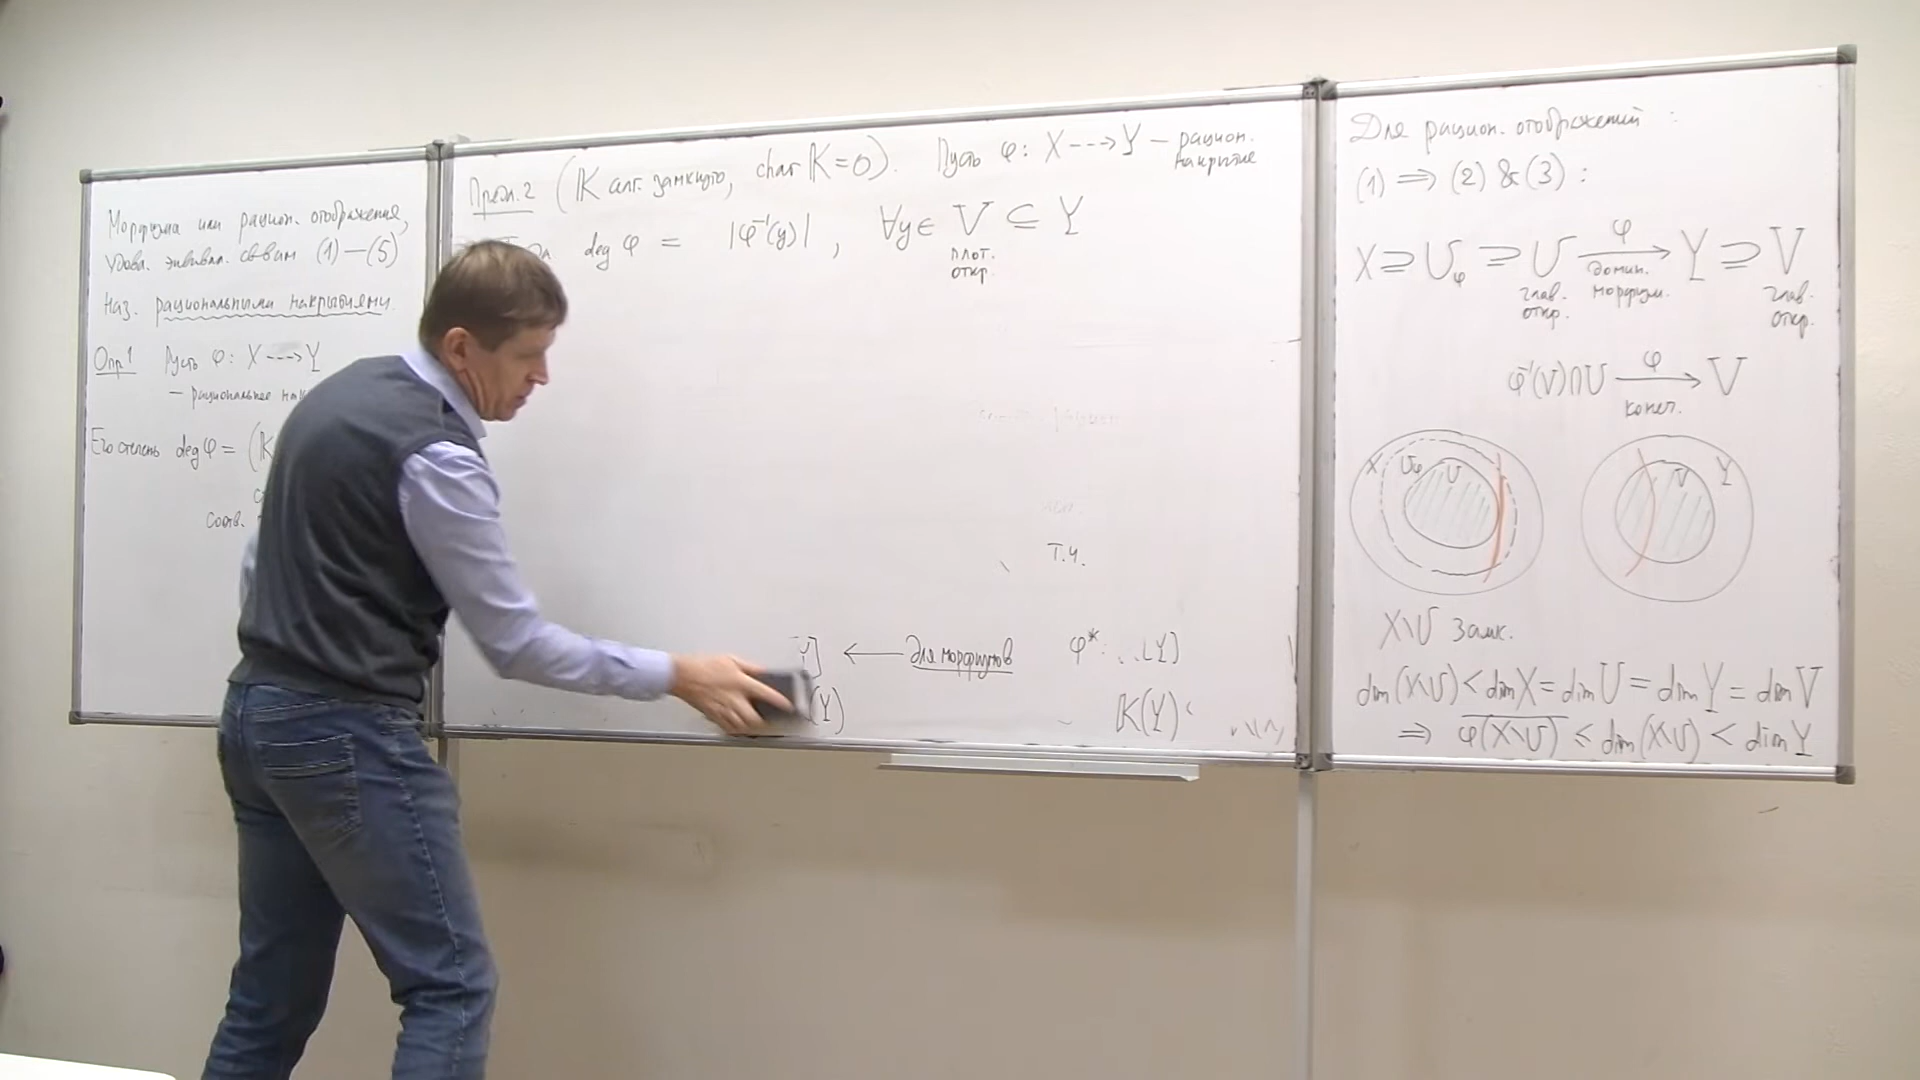 Морфизмы или рацион. отображения,
удовл. эквивал. св-вам (1)—(5)
наз. рациональными накрытиями.
Опр 1 Пусть φ: X ---> Y
— рациональное
Его степень deg φ = (K
соотв.
Предл. 2 (K алг. замкнуто, char K = 0). Пусть φ: X ---> Y — рацион. накрытие
deg φ = |φ⁻¹(y)|, ∀y ∈ V ⊆ Y
плот.
откр.
т.ч.
Y] ← для морфизмов φ*: Y]
(Y) K(Y)
Для рацион. отображений:
(1) ⇒ (2) & (3):
X ⊇ U_φ ⊇ U —φ→ Y ⊇ V
глав. откр. домин. морфизм. глав. откр.
φ⁻¹(V)∩U —φ→ V
конеч.
X U_φ U V Y
X\U замк.
dim(X\U) < dim X = dim U = dim Y = dim V
⇒ φ(X\U) ≤ dim(X\U) < dim Y